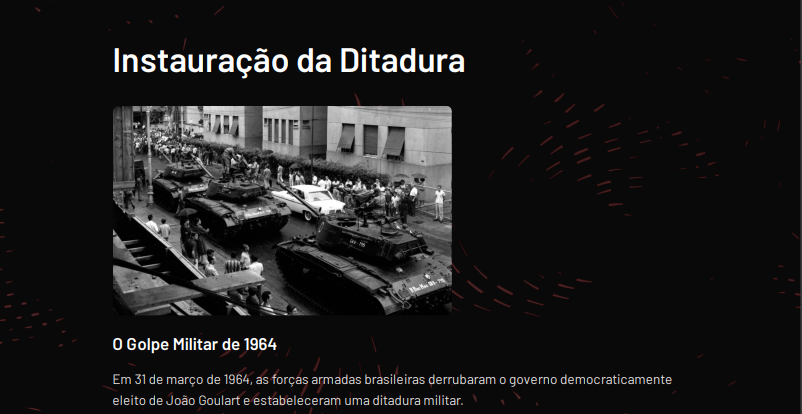 Instauração da Ditadura
O Golpe Militar de 1964
Em 31 de março de 1964, as forças armadas brasileiras derrubaram o governo democraticamente
eleito de João Goulart e estabeleceram uma ditadura militar.